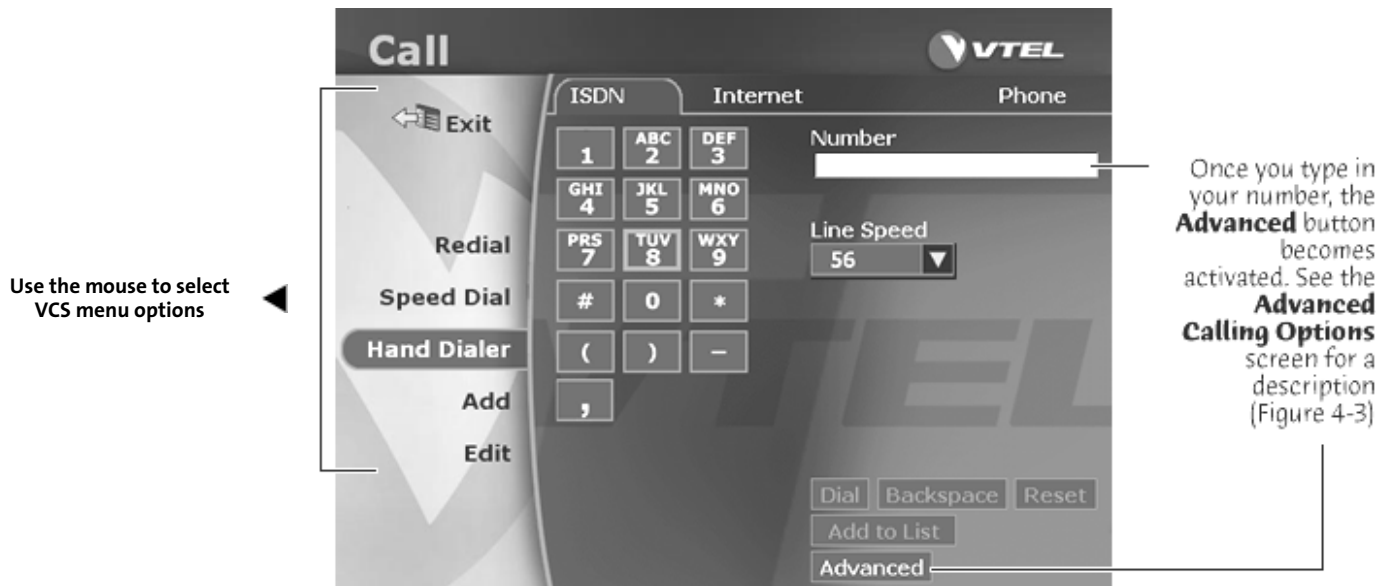 Call
VTEL
Exit
Redial
Speed Dial
Hand Dialer
Add
Edit
ISDN
Internet
Phone
1
ABC
2
DEF
3
GHI
4
JKL
5
MNO
6
PRS
7
TUV
8
WXY
9
#
0
*
(
)
–
,
Number
Line Speed
56
Dial
Backspace
Reset
Add to List
Advanced
VTEL
Use the mouse to select
VCS menu options
Once you type in
your number, the
Advanced button
becomes
activated. See the
Advanced
Calling Options
screen for a
description
(Figure 4-3)